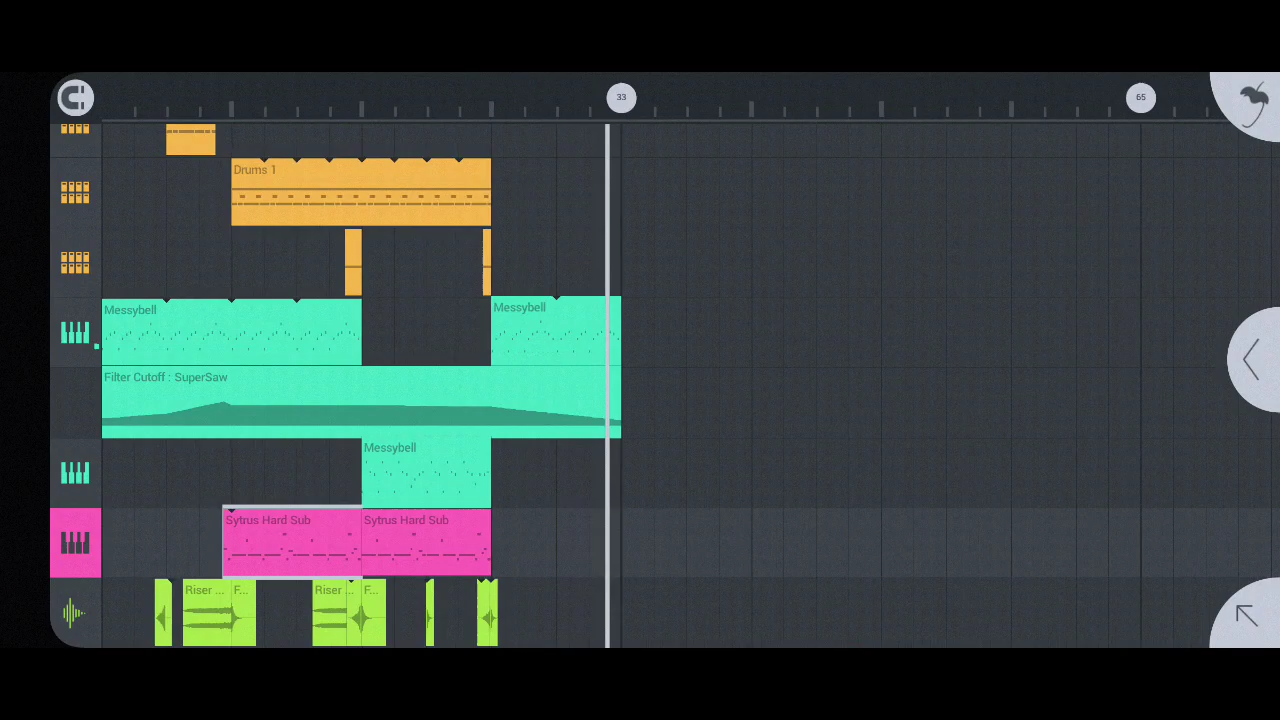 33
65
Drums 1
Messybell
Messybell
Filter Cutoff : SuperSaw
Messybell
Sytrus Hard Sub
Sytrus Hard Sub
Riser ...
F...
Riser ...
F...